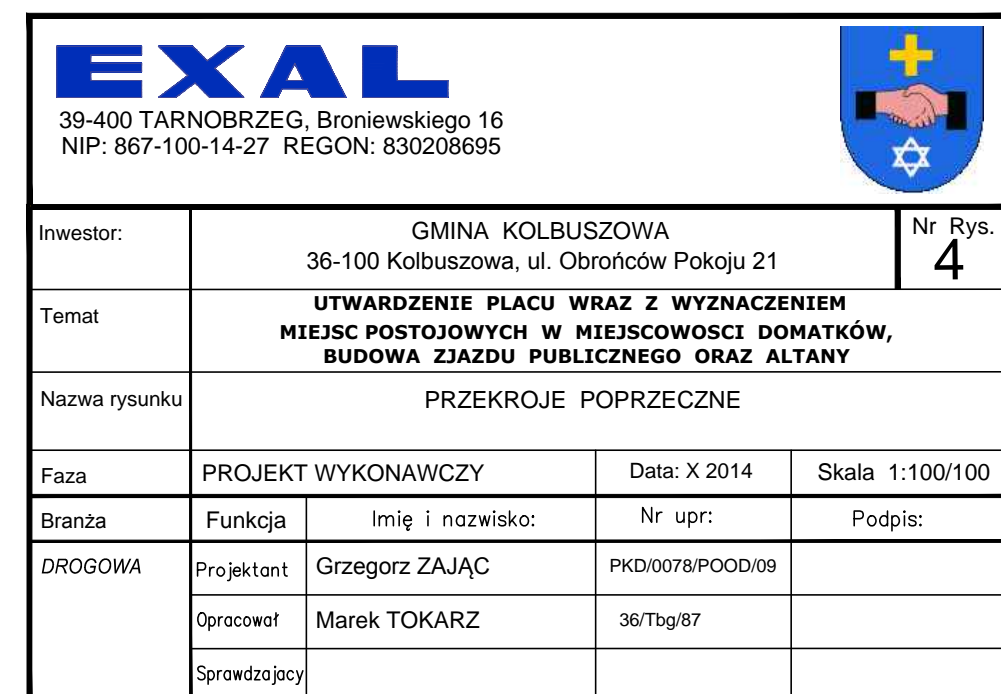 EXAL
39-400 TARNOBRZEG, Broniewskiego 16
NIP: 867-100-14-27 REGON: 830208695
Inwestor:
GMINA KOLBUSZOWA
36-100 Kolbuszowa, ul. Obrońców Pokoju 21
Nr Rys.
4
Temat
UTWARDZENIE PLACU WRAZ Z WYZNACZENIEM
MIEJSC POSTOJOWYCH W MIEJSCOWOSCI DOMATKÓW,
BUDOWA ZJAZDU PUBLICZNEGO ORAZ ALTANY
Nazwa rysunku
PRZEKROJE POPRZECZNE
Faza
PROJEKT WYKONAWCZY
Data: X 2014
Skala 1:100/100
Branża
Funkcja
Imię i nazwisko:
Nr upr:
Podpis:
DROGOWA
Projektant
Grzegorz ZAJĄC
PKD/0078/POOD/09
Opracował
Marek TOKARZ
36/Tbg/87
Sprawdzajacy